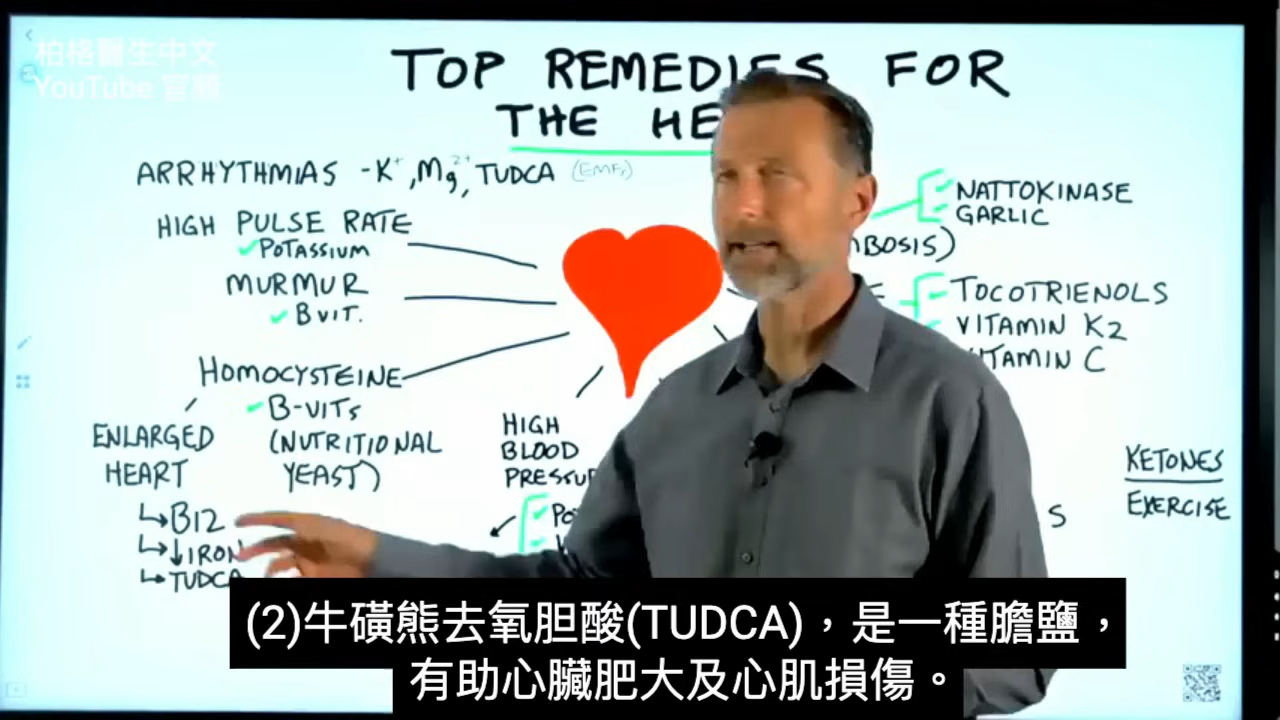 柏格醫生中文
YouTube 官頻
TOP REMEDIES FOR
THE HE
ARRHYTHMIAS -K⁺, Mg²⁺, TUDCA (EMFs)
HIGH PULSE RATE
✓POTASSIUM
MURMUR
✓ B VIT.
HOMOCYSTEINE
✓ B-VITS
(NUTRITIONAL
YEAST)
ENLARGED
HEART
↳B12
↳↓IRON
↳TUDCA
HIGH
BLOOD
PRESSU
✓ Po
✓ NATTOKINASE
✓ GARLIC
BOSIS)
✓ TOCOTRIENOLS
✓ VITAMIN K2
VITAMIN C
S
KETONES
EXERCISE
(2)牛磺熊去氧胆酸(TUDCA)，是一種膽鹽，
有助心臟肥大及心肌損傷。